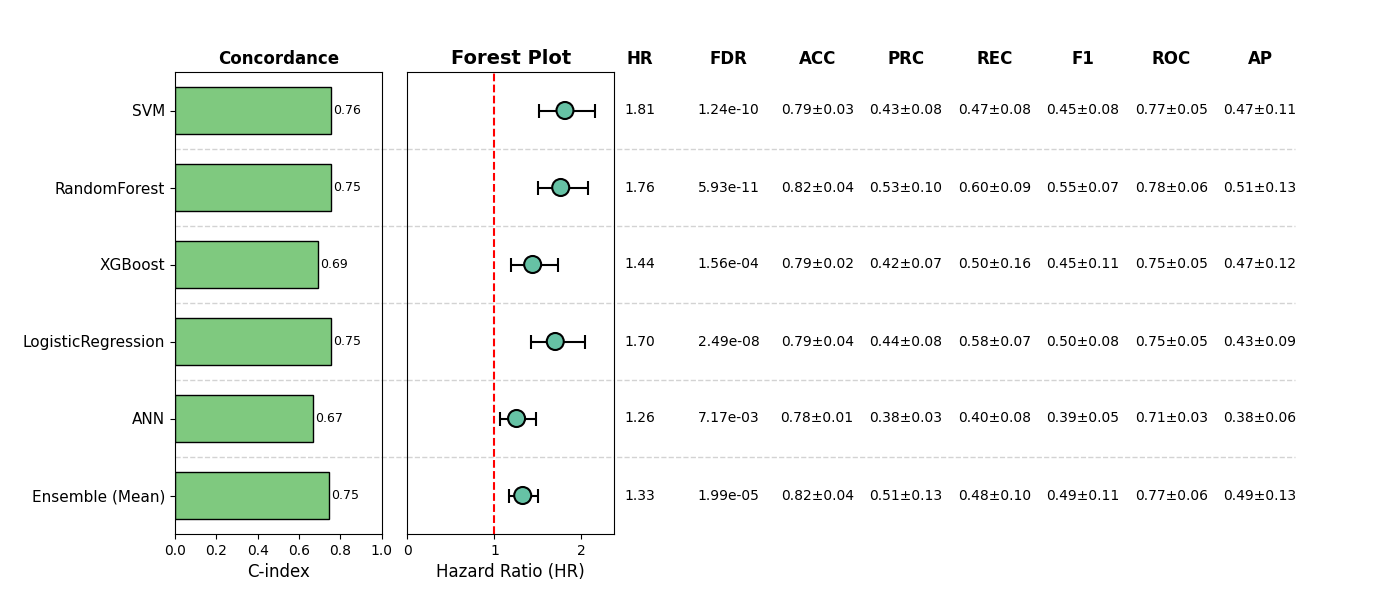 Concordance Forest Plot HR FDR ACC PRC REC F1 ROC AP
SVM 0.76 1.81 1.24e-10 0.79±0.03 0.43±0.08 0.47±0.08 0.45±0.08 0.77±0.05 0.47±0.11
RandomForest 0.75 1.76 5.93e-11 0.82±0.04 0.53±0.10 0.60±0.09 0.55±0.07 0.78±0.06 0.51±0.13
XGBoost 0.69 1.44 1.56e-04 0.79±0.02 0.42±0.07 0.50±0.16 0.45±0.11 0.75±0.05 0.47±0.12
LogisticRegression 0.75 1.70 2.49e-08 0.79±0.04 0.44±0.08 0.58±0.07 0.50±0.08 0.75±0.05 0.43±0.09
ANN 0.67 1.26 7.17e-03 0.78±0.01 0.38±0.03 0.40±0.08 0.39±0.05 0.71±0.03 0.38±0.06
Ensemble (Mean) 0.75 1.33 1.99e-05 0.82±0.04 0.51±0.13 0.48±0.10 0.49±0.11 0.77±0.06 0.49±0.13
0.0 0.2 0.4 0.6 0.8 1.0 0 1 2
C-index Hazard Ratio (HR)